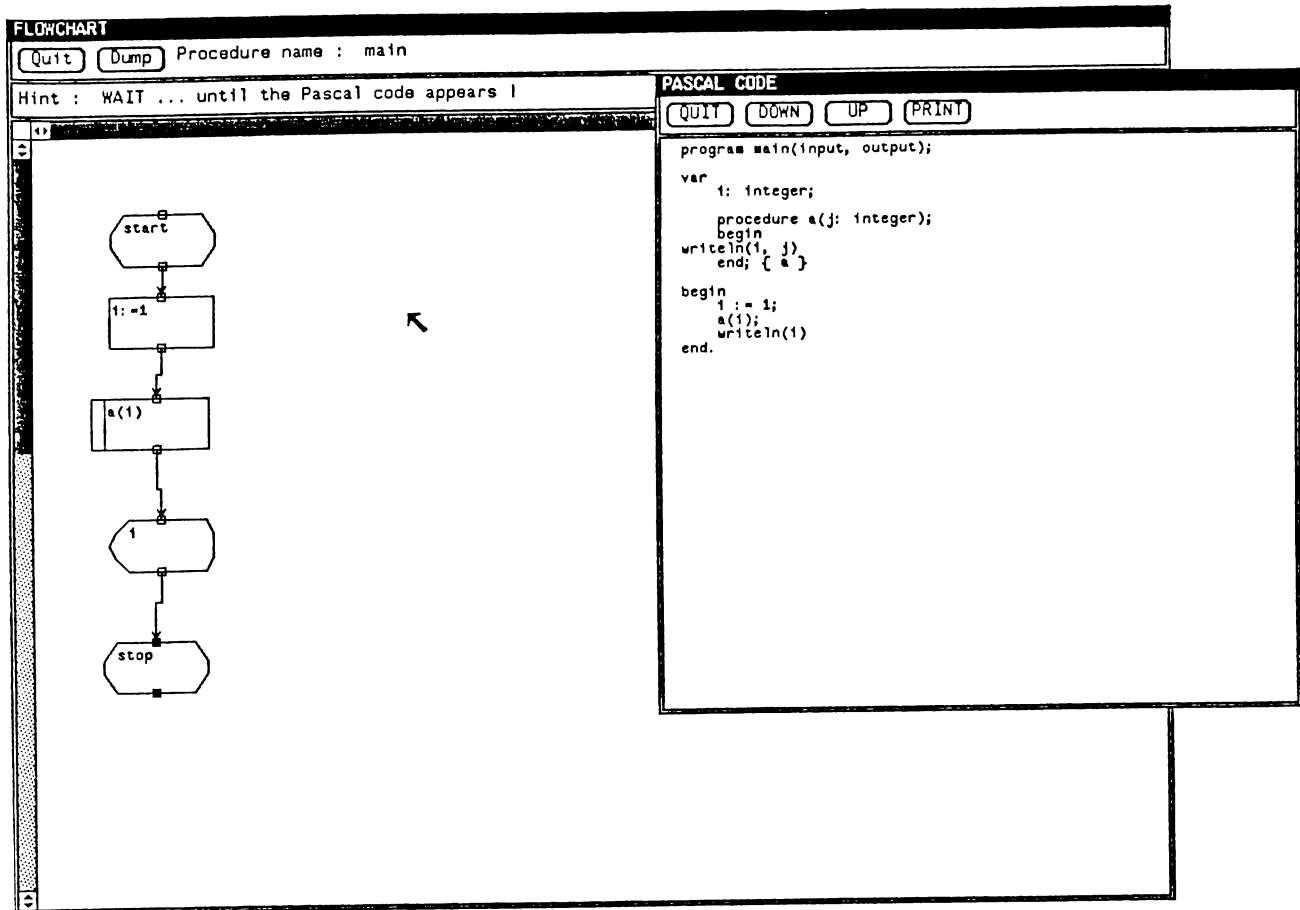 FLOWCHART
Quit Dump Procedure name : main
Hint : WAIT ... until the Pascal code appears !
start
i:=1
a(i)
i
stop
PASCAL CODE
QUIT DOWN UP PRINT
program main(input, output);
var
i: integer;
procedure a(j: integer);
begin
writeln(i, j)
end; { a }
begin
i := 1;
a(i);
writeln(i)
end.